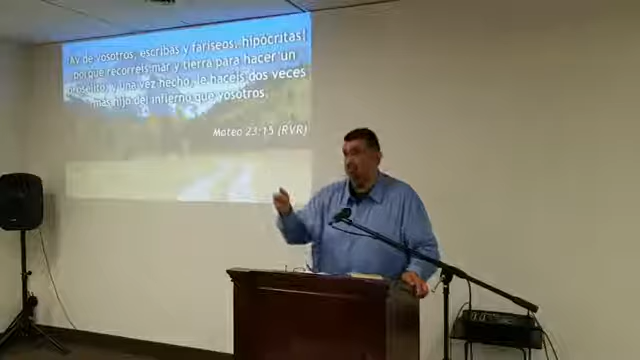 ¡Ay de vosotros, escribas y fariseos, hipócritas!
porque recorréis mar y tierra para hacer un
prosélito, y una vez hecho, le hacéis dos veces
más hijo del infierno que vosotros.
Mateo 23:15 (RVR)